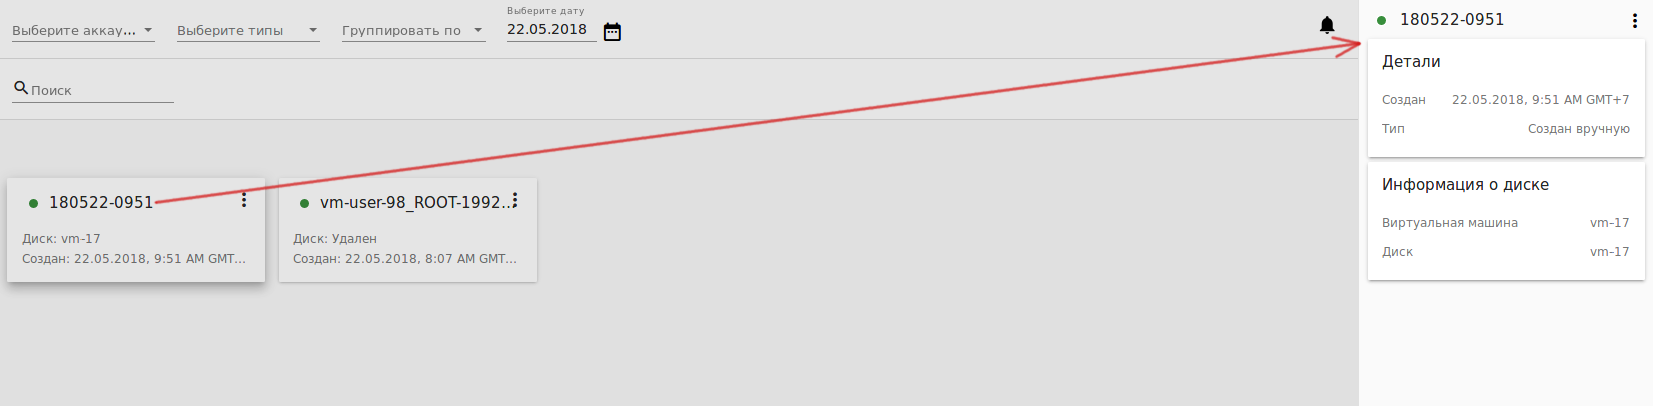 Выберите аккау...
Выберите типы
Группировать по
Выберите дату
22.05.2018
Поиск
180522-0951
Диск: vm-17
Создан: 22.05.2018, 9:51 AM GMT...
vm-user-98_ROOT-1992...
Диск: Удален
Создан: 22.05.2018, 8:07 AM GMT...
180522-0951
Детали
Создан 22.05.2018, 9:51 AM GMT+7
Тип Создан вручную
Информация о диске
Виртуальная машина vm-17
Диск vm-17